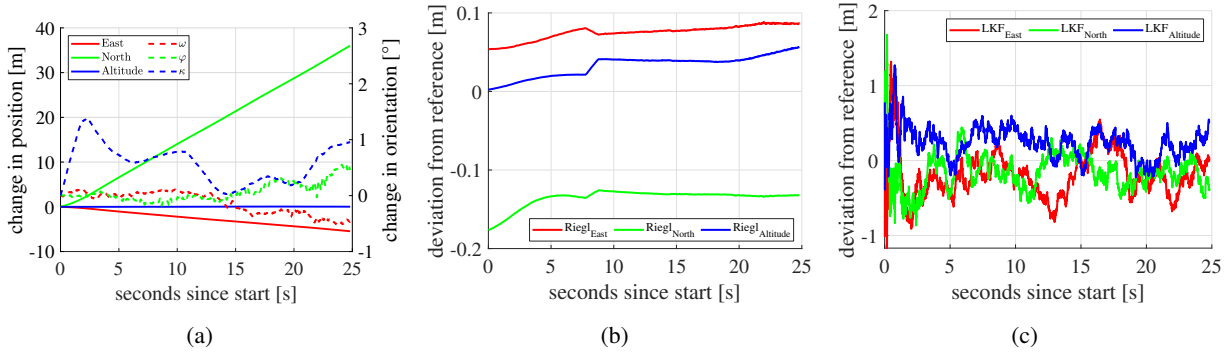 40
30
20
10
0
-10
3
2
1
0
-1
0 5 10 15 20 25
change in position [m]
change in orientation [°]
seconds since start [s]
East ω
North φ
Altitude κ
(a)
0.1
0
-0.1
-0.2
0 5 10 15 20 25
deviation from reference [m]
seconds since start [s]
Riegl_East Riegl_North Riegl_Altitude
(b)
2
1
0
-1
0 5 10 15 20 25
deviation from reference [m]
seconds since start [s]
LKF_East LKF_North LKF_Altitude
(c)